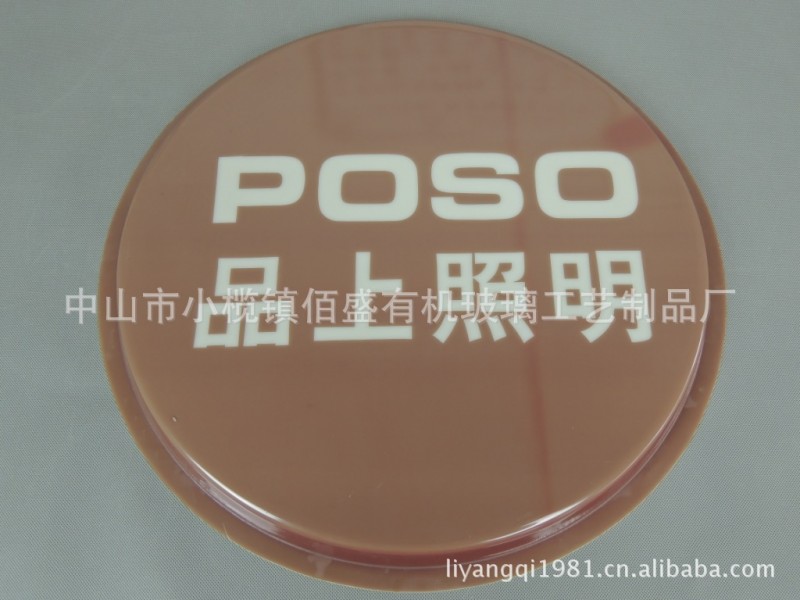 POSO
品上照明
中山市小榄镇佰盛有机玻璃工艺制品厂
liyangqi1981.cn.alibaba.com